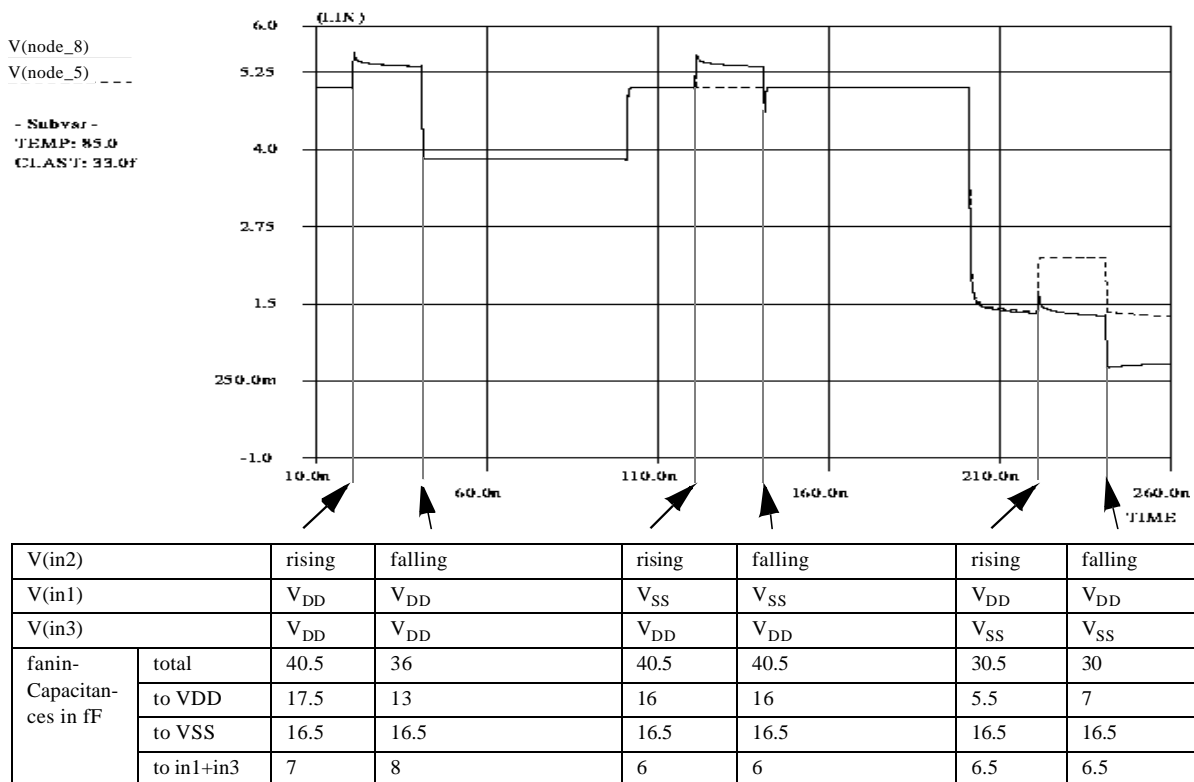 (LIN)
6.0
V(node_8)
V(node_5)
5.25
- Subvar -
TEMP: 85.0
CLAST: 33.0f
4.0
2.75
1.5
250.0m
-1.0
10.0n 60.0n 110.0n 160.0n 210.0n 260.0n
TIME
V(in2) rising falling rising falling rising falling
V(in1) VDD VDD VSS VSS VDD VDD
V(in3) VDD VDD VDD VDD VSS VSS
fanin-
Capacitan-
ces in fF
total 40.5 36 40.5 40.5 30.5 30
to VDD 17.5 13 16 16 5.5 7
to VSS 16.5 16.5 16.5 16.5 16.5 16.5
to in1+in3 7 8 6 6 6.5 6.5